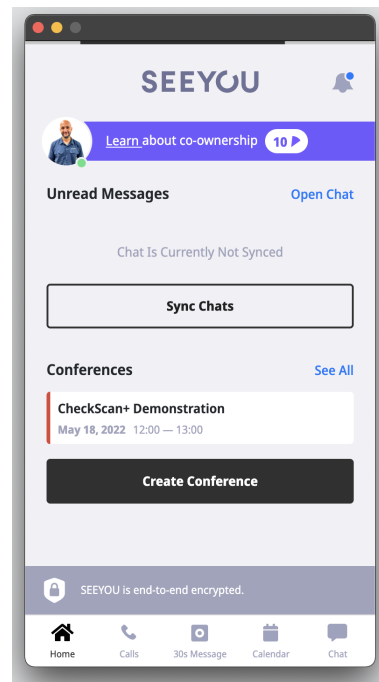 SEEYOU
Learn about co-ownership 10
Unread Messages Open Chat
Chat Is Currently Not Synced
Sync Chats
Conferences See All
CheckScan+ Demonstration
May 18, 2022 12:00 — 13:00
Create Conference
SEEYOU is end-to-end encrypted.
Home Calls 30s Message Calendar Chat